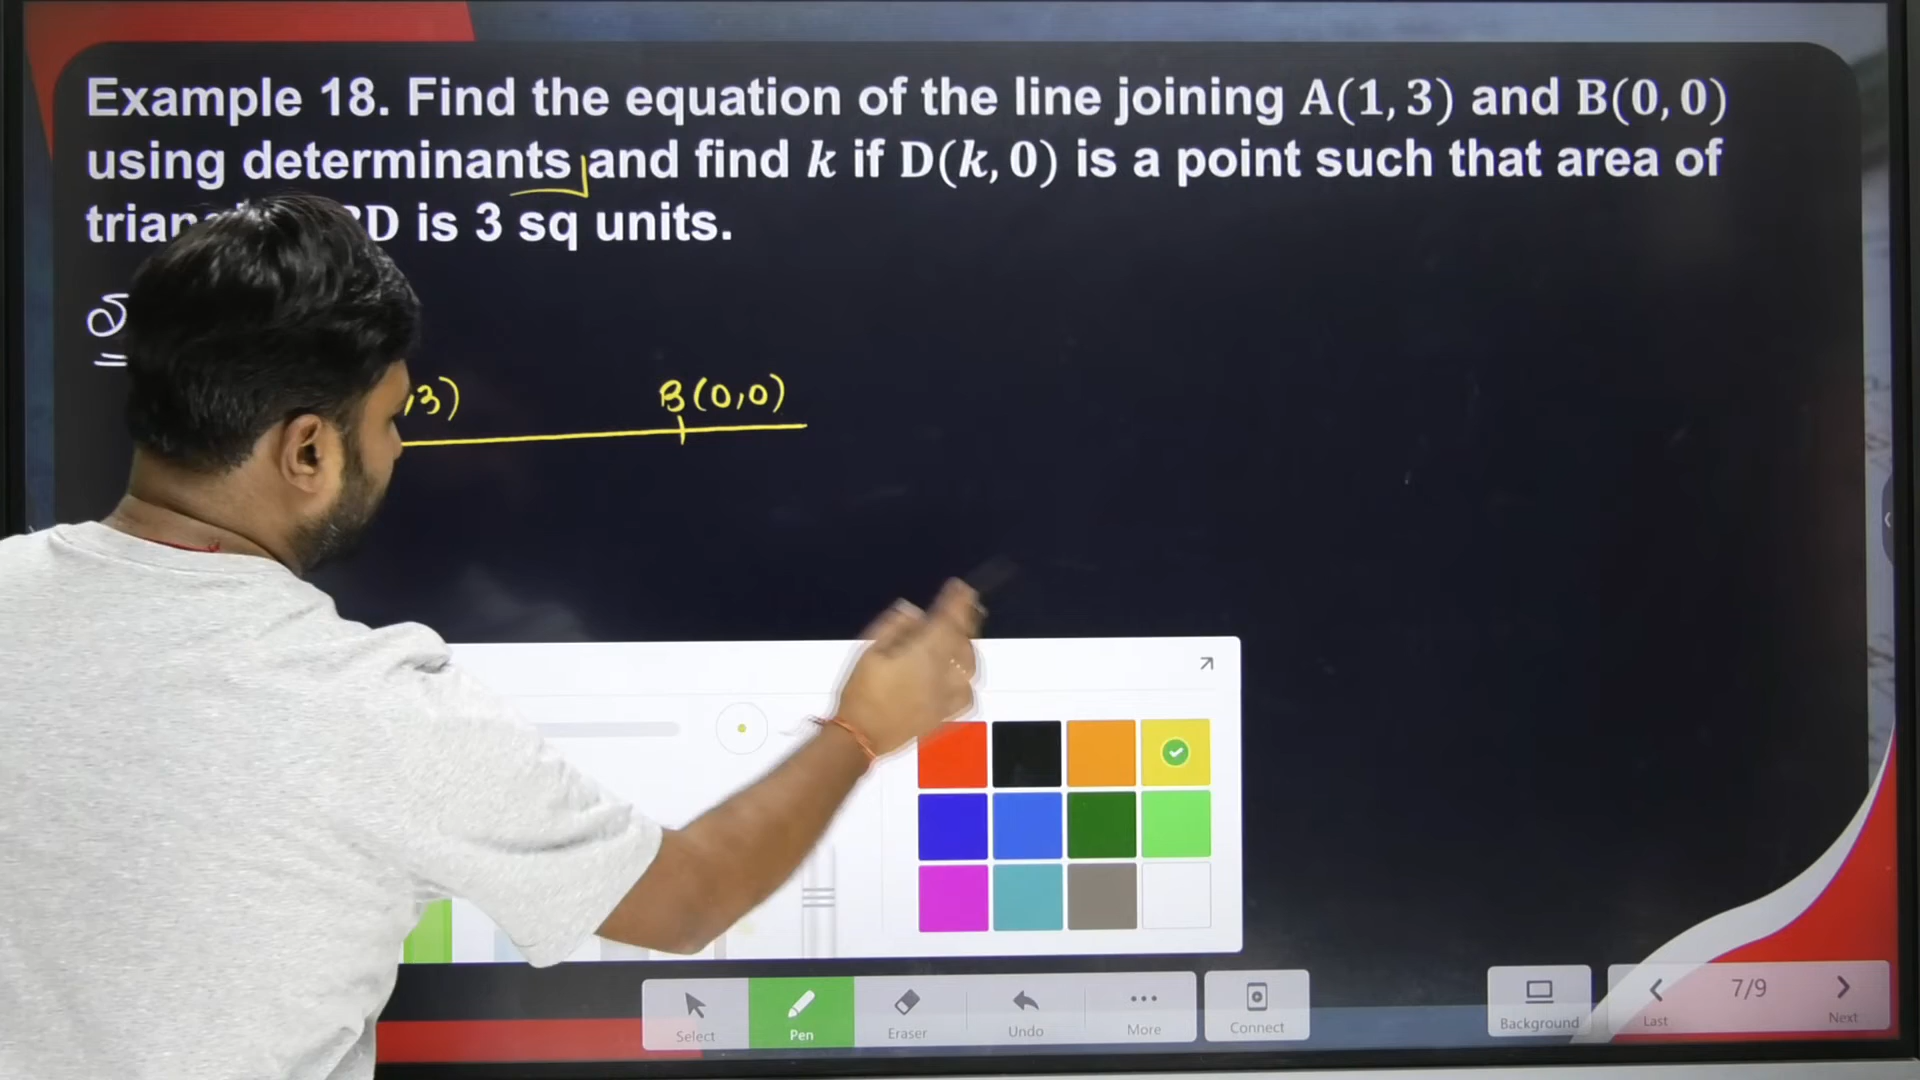 Example 18. Find the equation of the line joining A(1, 3) and B(0, 0)
using determinants and find k if D(k, 0) is a point such that area of
D is 3 sq units.
,3) B(0,0)
Select Pen Eraser Undo More Connect Background Last 7/9 Next